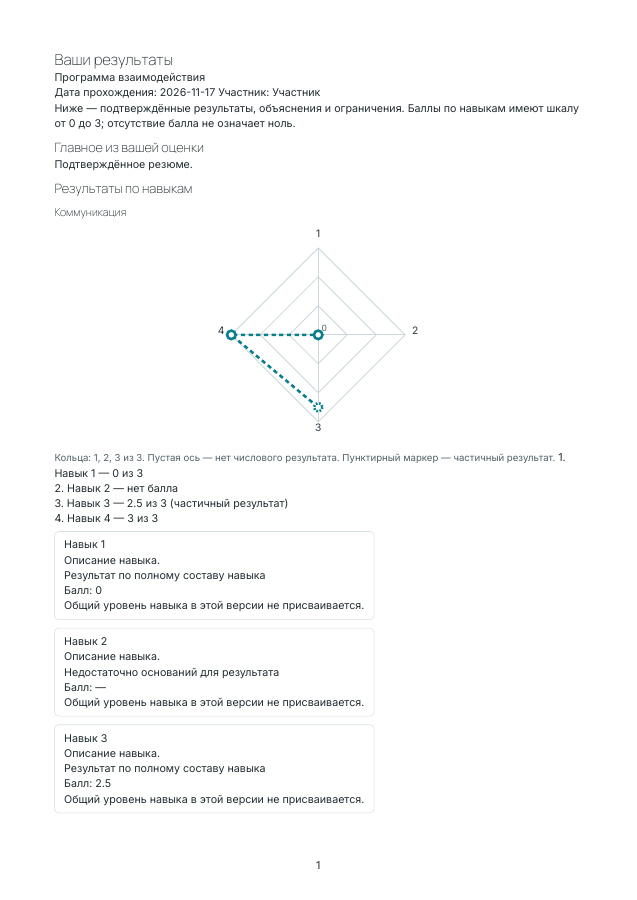 Ваши результаты
Программа взаимодействия
Дата прохождения: 2026-11-17 Участник: Участник
Ниже — подтверждённые результаты, объяснения и ограничения. Баллы по навыкам имеют шкалу
от 0 до 3; отсутствие балла не означает ноль.
Главное из вашей оценки
Подтверждённое резюме.
Результаты по навыкам
Коммуникация
1
4
0
2
3
Кольца: 1, 2, 3 из 3. Пустая ось — нет числового результата. Пунктирный маркер — частичный результат. 1.
Навык 1 — 0 из 3
2. Навык 2 — нет балла
3. Навык 3 — 2.5 из 3 (частичный результат)
4. Навык 4 — 3 из 3
Навык 1
Описание навыка.
Результат по полному составу навыка
Балл: 0
Общий уровень навыка в этой версии не присваивается.
Навык 2
Описание навыка.
Недостаточно оснований для результата
Балл: —
Общий уровень навыка в этой версии не присваивается.
Навык 3
Описание навыка.
Результат по полному составу навыка
Балл: 2.5
Общий уровень навыка в этой версии не присваивается.
1